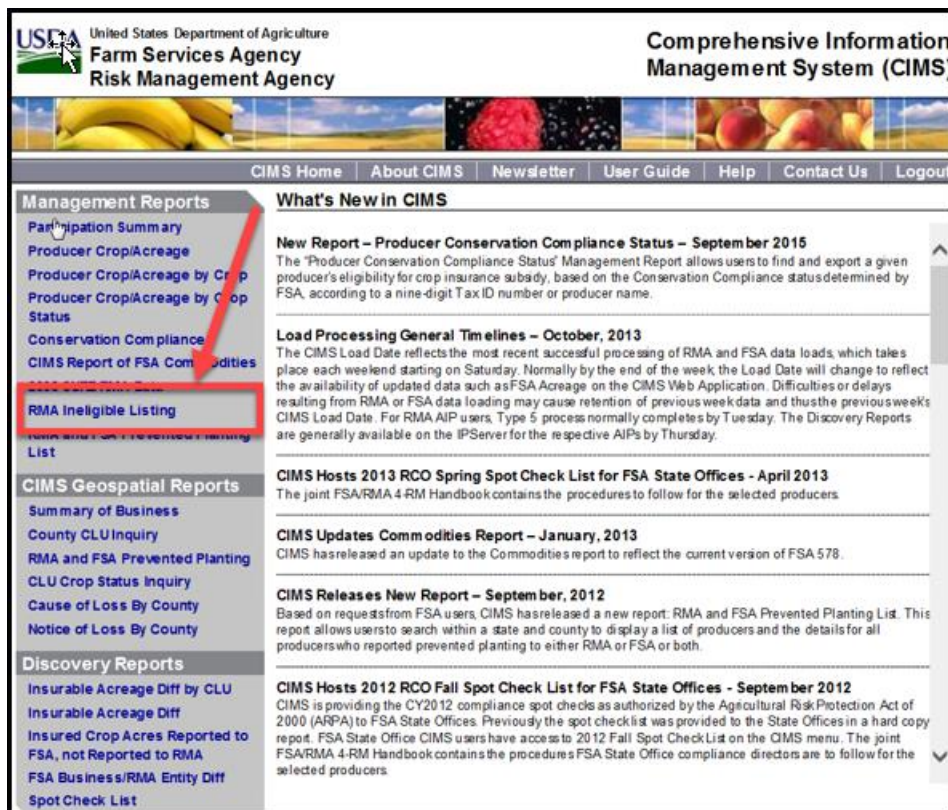 USDA
United States Department of Agriculture
Farm Services Agency
Risk Management Agency
Comprehensive Information
Management System (CIMS)
CIMS Home | About CIMS | Newsletter | User Guide | Help | Contact Us | Logout
Management Reports
Participation Summary
Producer Crop/Acreage
Producer Crop/Acreage by Crop
Producer Crop/Acreage by Crop
Status
Conservation Compliance
CIMS Report of FSA Commodities
RMA Ineligible Listing
RMA and FSA Prevented Planting
List
CIMS Geospatial Reports
Summary of Business
County CLU Inquiry
RMA and FSA Prevented Planting
CLU Crop Status Inquiry
Cause of Loss By County
Notice of Loss By County
Discovery Reports
Insurable Acreage Diff by CLU
Insurable Acreage Diff
Insured Crop Acres Reported to
FSA, not Reported to RMA
FSA Business/RMA Entity Diff
Spot Check List
What's New in CIMS
New Report – Producer Conservation Compliance Status – September 2015
The "Producer Conservation Compliance Status' Management Report allows users to find and export a given
producer's eligibility for crop insurance subsidy, based on the Conservation Compliance status determined by
FSA, according to a nine-digit Tax ID number or producer name.
Load Processing General Timelines – October, 2013
The CIMS Load Date reflects the most recent successful processing of RMA and FSA data loads, which takes
place each weekend starting on Saturday. Normally by the end of the week, the Load Date will change to reflect
the availability of updated data such as FSA Acreage on the CIMS Web Application. Difficulties or delays
resulting from RMA or FSA data loading may cause retention of previous week data and thus the previous week's
CIMS Load Date. For RMA AIP users, Type 5 process normally completes by Tuesday. The Discovery Reports
are generally available on the IPServer for the respective AIPs by Thursday.
CIMS Hosts 2013 RCO Spring Spot Check List for FSA State Offices - April 2013
The joint FSA/RMA 4-RM Handbook contains the procedures to follow for the selected producers.
CIMS Updates Commodities Report – January, 2013
CIMS has released an update to the Commodities report to reflect the current version of FSA 578.
CIMS Releases New Report – September, 2012
Based on requests from FSA users, CIMS has released a new report: RMA and FSA Prevented Planting List. This
report allows users to search within a state and county to display a list of producers and the details for all
producers who reported prevented planting to either RMA or FSA or both.
CIMS Hosts 2012 RCO Fall Spot Check List for FSA State Offices - September 2012
CIMS is providing the CY2012 compliance spot checks as authorized by the Agricultural Risk Protection Act of
2000 (ARPA) to FSA State Offices. Previously the spot check list was provided to the State Offices in a hard copy
report. FSA State Office CIMS users have access to 2012 Fall Spot Check List on the CIMS menu. The joint
FSA/RMA 4-RM Handbook contains the procedures FSA State Office compliance directors are to follow for the
selected producers.